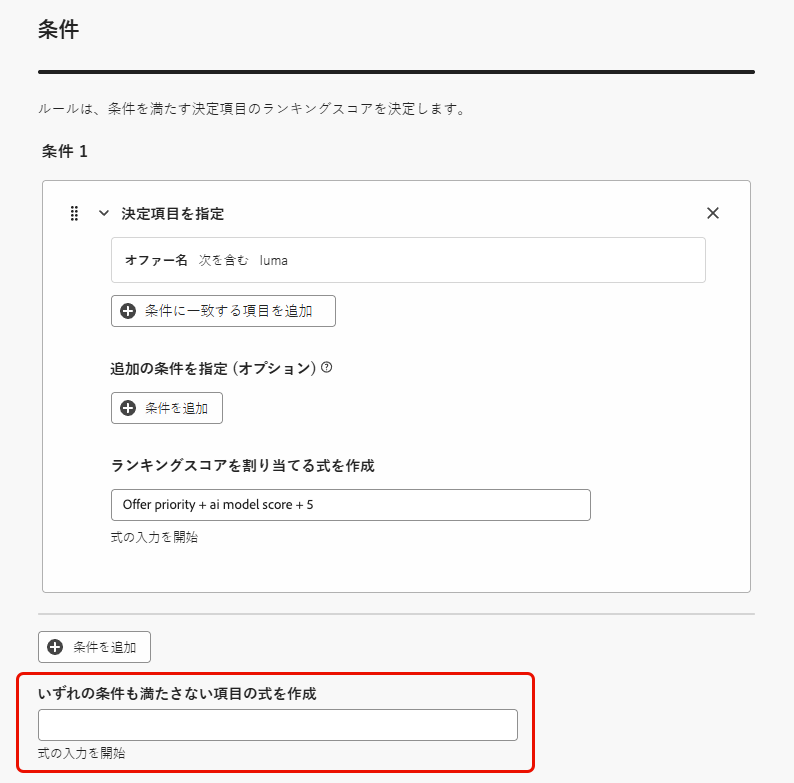 条件
ルールは、条件を満たす決定項目のランキングスコアを決定します。
条件 1
決定項目を指定
オファー名 次を含む luma
条件に一致する項目を追加
追加の条件を指定 (オプション)
条件を追加
ランキングスコアを割り当てる式を作成
Offer priority + ai model score + 5
式の入力を開始
条件を追加
いずれの条件も満たさない項目の式を作成
式の入力を開始